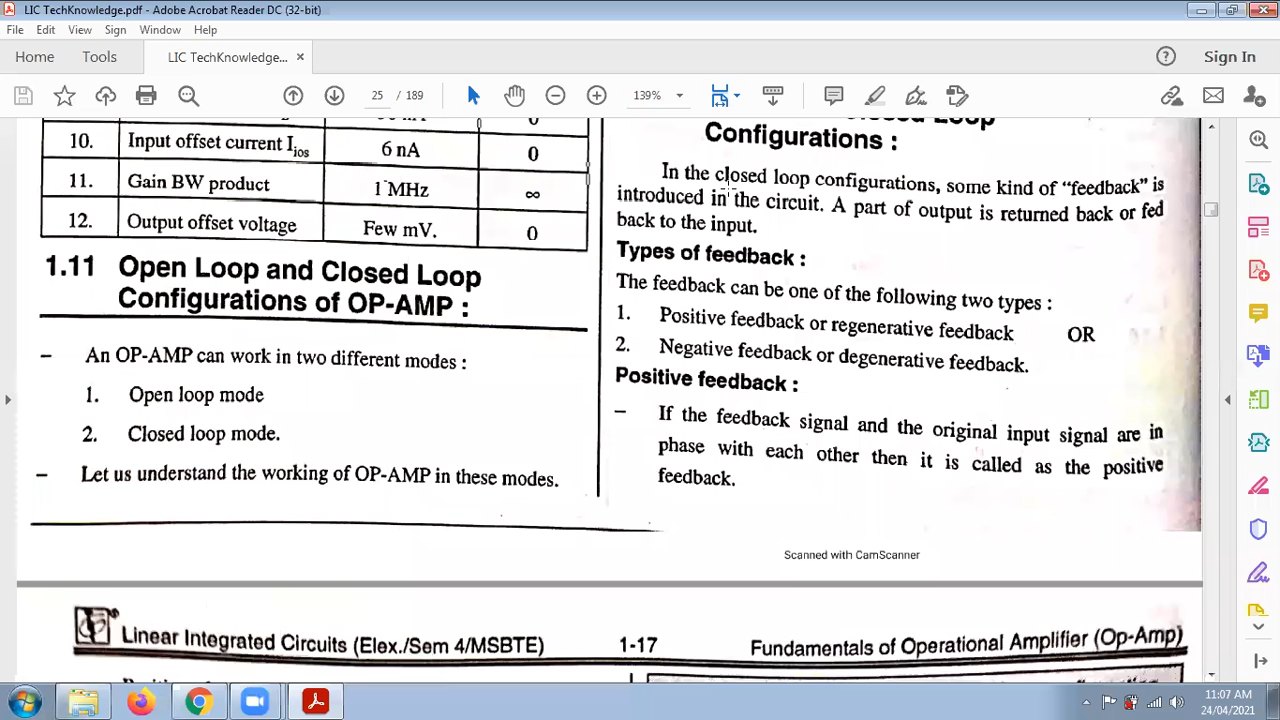 LIC TechKnowledge.pdf - Adobe Acrobat Reader DC (32-bit)
File Edit View Sign Window Help
Home Tools LIC TechKnowledge... × Sign In
25 / 189 139%
10. Input offset current Iios 6 nA 0
11. Gain BW product 1 MHz ∞
12. Output offset voltage Few mV. 0
1.11 Open Loop and Closed Loop
Configurations of OP-AMP :
– An OP-AMP can work in two different modes :
1. Open loop mode
2. Closed loop mode.
– Let us understand the working of OP-AMP in these modes.
Loop
Configurations :
In the closed loop configurations, some kind of “feedback” is
introduced in the circuit. A part of output is returned back or fed
back to the input.
Types of feedback :
The feedback can be one of the following two types :
1. Positive feedback or regenerative feedback OR
2. Negative feedback or degenerative feedback.
Positive feedback :
– If the feedback signal and the original input signal are in
phase with each other then it is called as the positive
feedback.
Scanned with CamScanner
Linear Integrated Circuits (Elex./Sem 4/MSBTE) 1-17 Fundamentals of Operational Amplifier (Op-Amp)
11:07 AM
24/04/2021